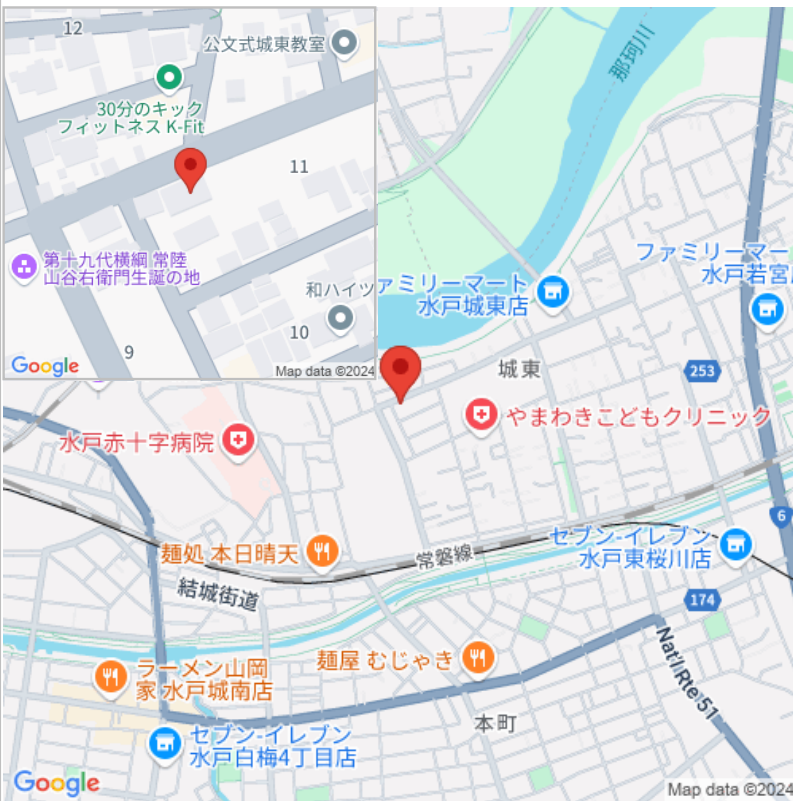 12
公文式城東教室
30分のキック
フィットネス K-Fit
11
第十九代横綱 常陸
山谷右衛門生誕の地
和ハイツ
10
9
Google
Map data ©2024
那珂川
ァミリーマート
水戸城東店
ファミリーマー
水戸若宮
城東
253
やまわきこどもクリニック
水戸赤十字病院
6
麺処 本日晴天
常磐線
セブン-イレブン
水戸東桜川店
結城街道
174
麺屋 むじゃき
Nat'l Rte 51
ラーメン山岡
家 水戸城南店
本町
セブン-イレブン
水戸白梅4丁目店
Google
Map data ©2024